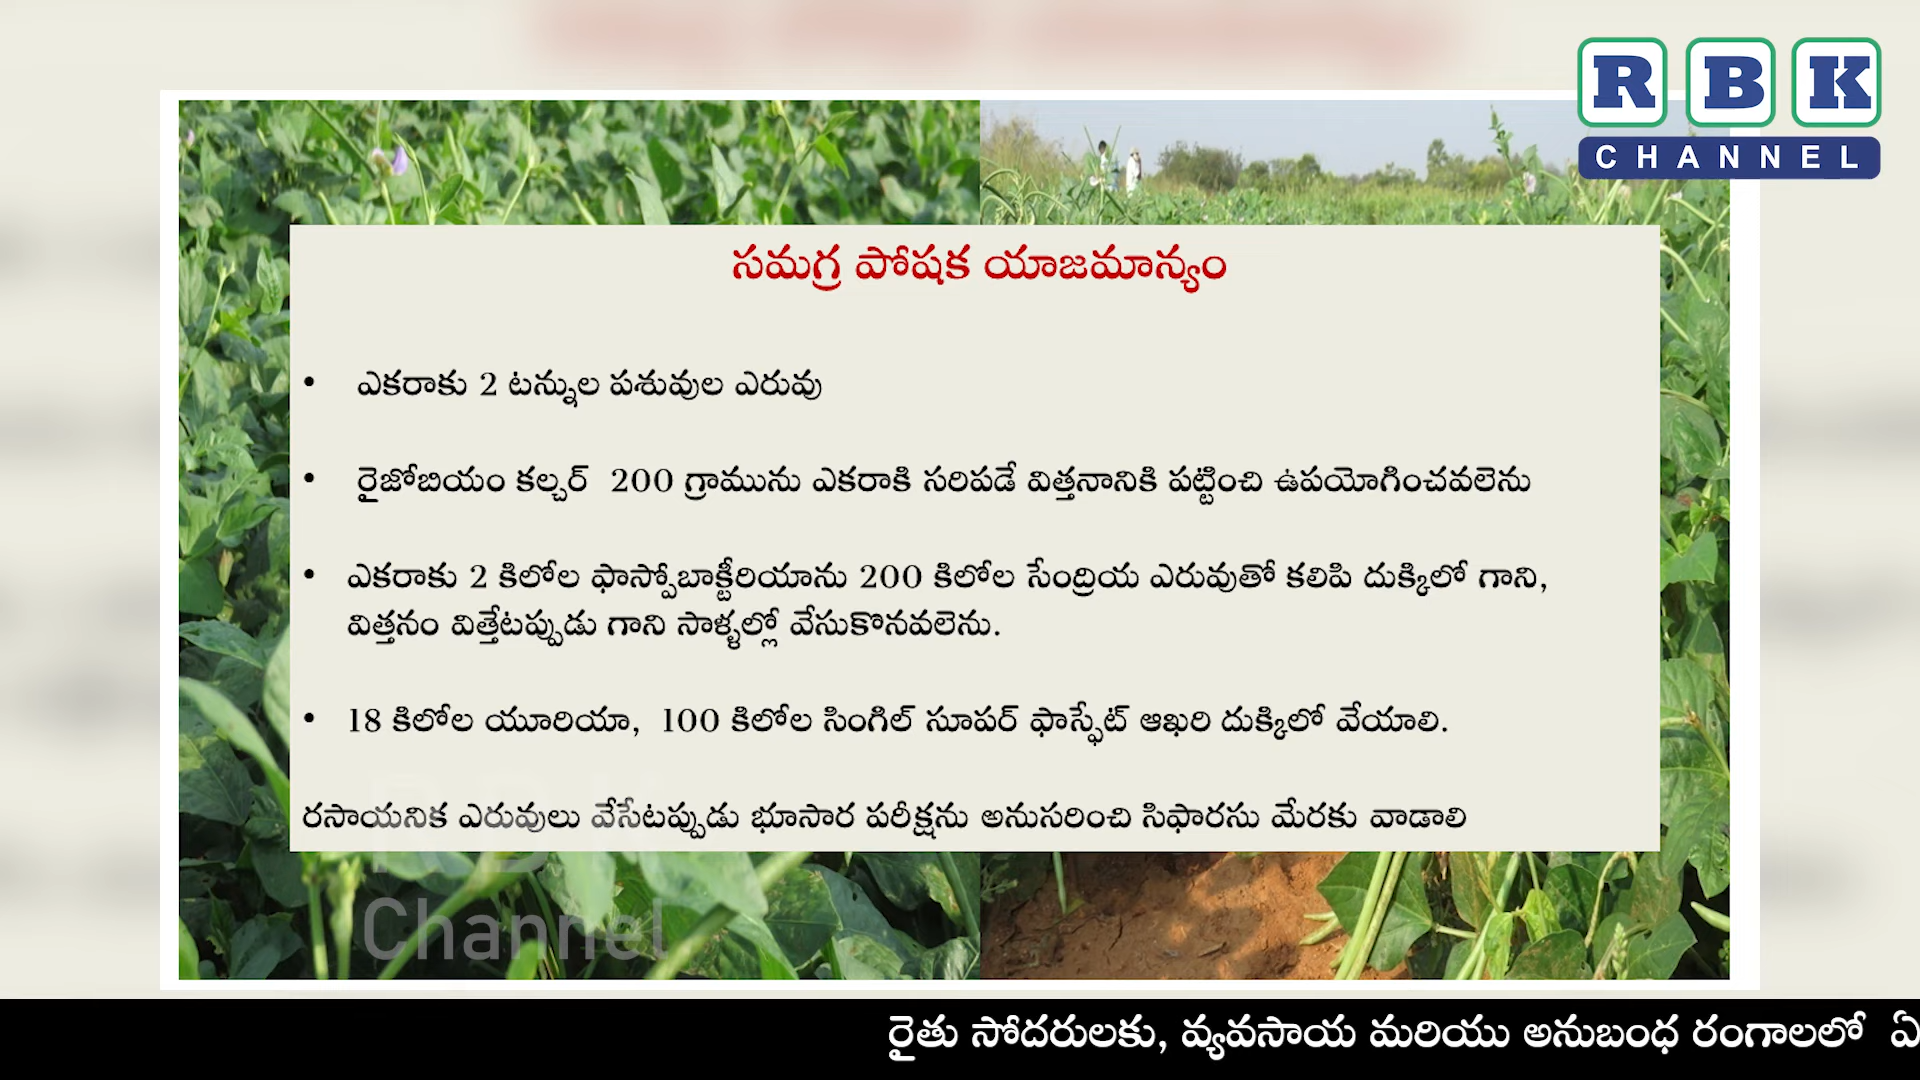 R B K
CHANNEL
సమగ్ర పోషక యాజమాన్యం
• ఎకరాకు 2 టన్నుల పశువుల ఎరువు
• రైజోబియం కల్చర్ 200 గ్రామును ఎకరాకి సరిపడే విత్తనానికి పట్టించి ఉపయోగించవలెను
• ఎకరాకు 2 కిలోల ఫాస్ఫోబాక్టీరియాను 200 కిలోల సేంద్రియ ఎరువుతో కలిపి దుక్కిలో గాని,
విత్తనం విత్తేటప్పుడు గాని సాళ్ళల్లో వేసుకొనవలెను.
• 18 కిలోల యూరియా, 100 కిలోల సింగిల్ సూపర్ ఫాస్ఫేట్ ఆఖరి దుక్కిలో వేయాలి.
రసాయనిక ఎరువులు వేసేటప్పుడు భూసార పరీక్షను అనుసరించి సిఫారసు మేరకు వాడాలి
RBK
Channel
రైతు సోదరులకు, వ్యవసాయ మరియు అనుబంధ రంగాలలో ఏ